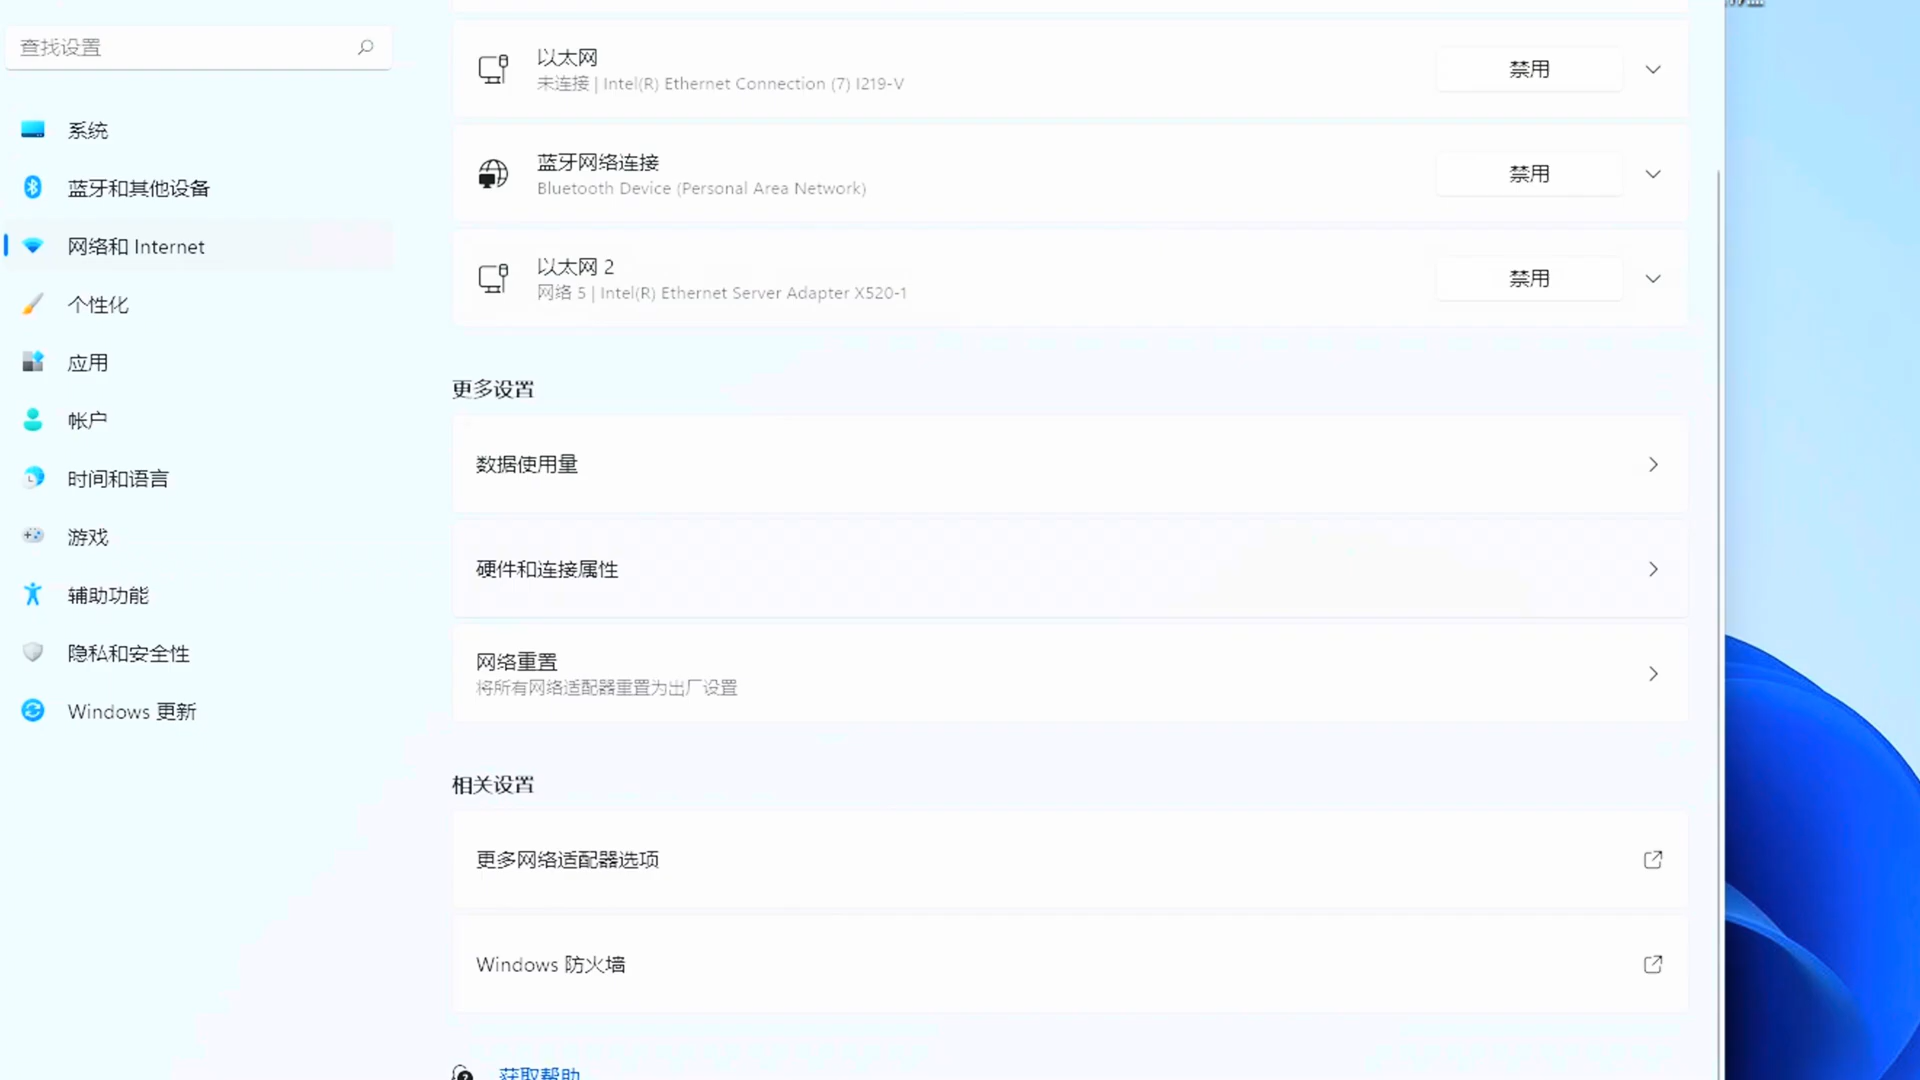 查找设置
系统
蓝牙和其他设备
网络和 Internet
个性化
应用
帐户
时间和语言
游戏
辅助功能
隐私和安全性
Windows 更新
以太网
未连接 | Intel(R) Ethernet Connection (7) I219-V
禁用
蓝牙网络连接
Bluetooth Device (Personal Area Network)
禁用
以太网 2
网络 5 | Intel(R) Ethernet Server Adapter X520-1
禁用
更多设置
数据使用量
硬件和连接属性
网络重置
将所有网络适配器重置为出厂设置
相关设置
更多网络适配器选项
Windows 防火墙
获取帮助